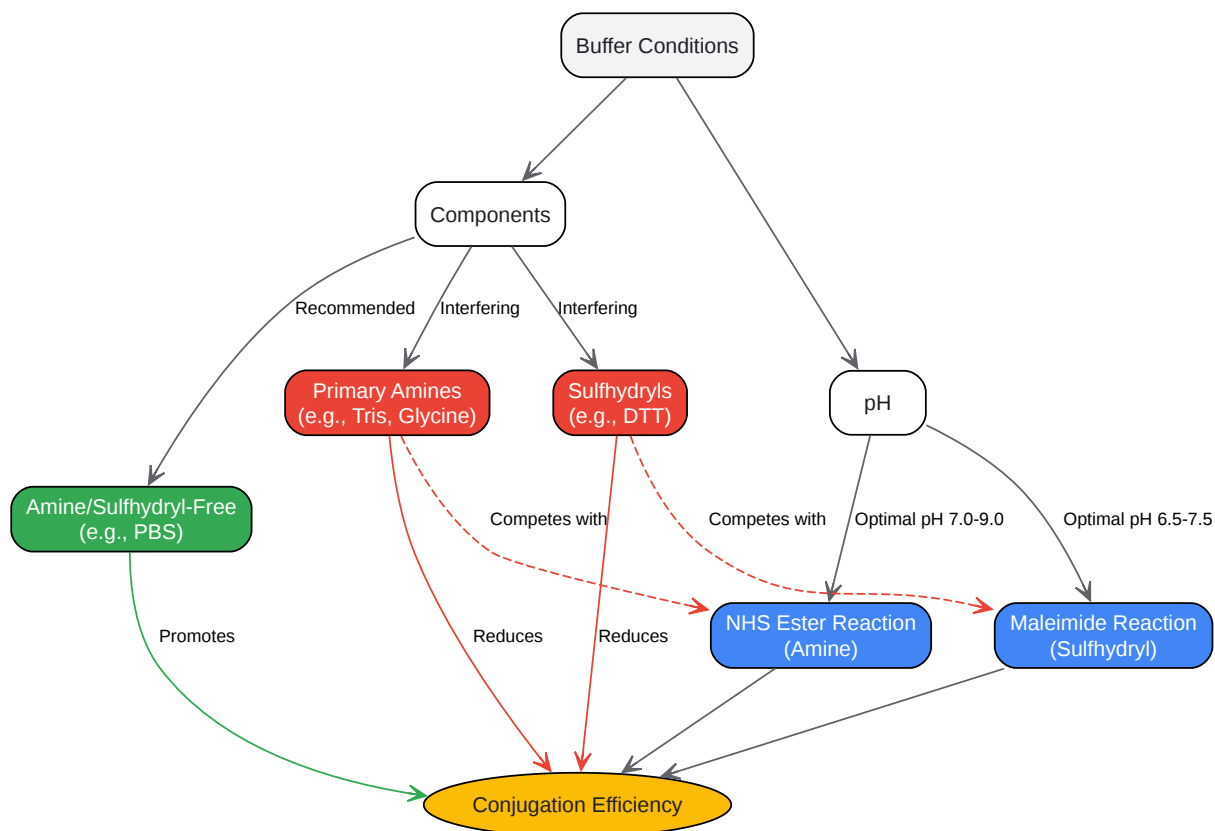 Buffer Conditions
Components
Recommended
Interfering
Interfering
Primary Amines
(e.g., Tris, Glycine)
Sulfhydryls
(e.g., DTT)
pH
Amine/Sulfhydryl-Free
(e.g., PBS)
Competes with
Competes with
Optimal pH 7.0-9.0
Optimal pH 6.5-7.5
Promotes
Reduces
Reduces
NHS Ester Reaction
(Amine)
Maleimide Reaction
(Sulfhydryl)
Conjugation Efficiency